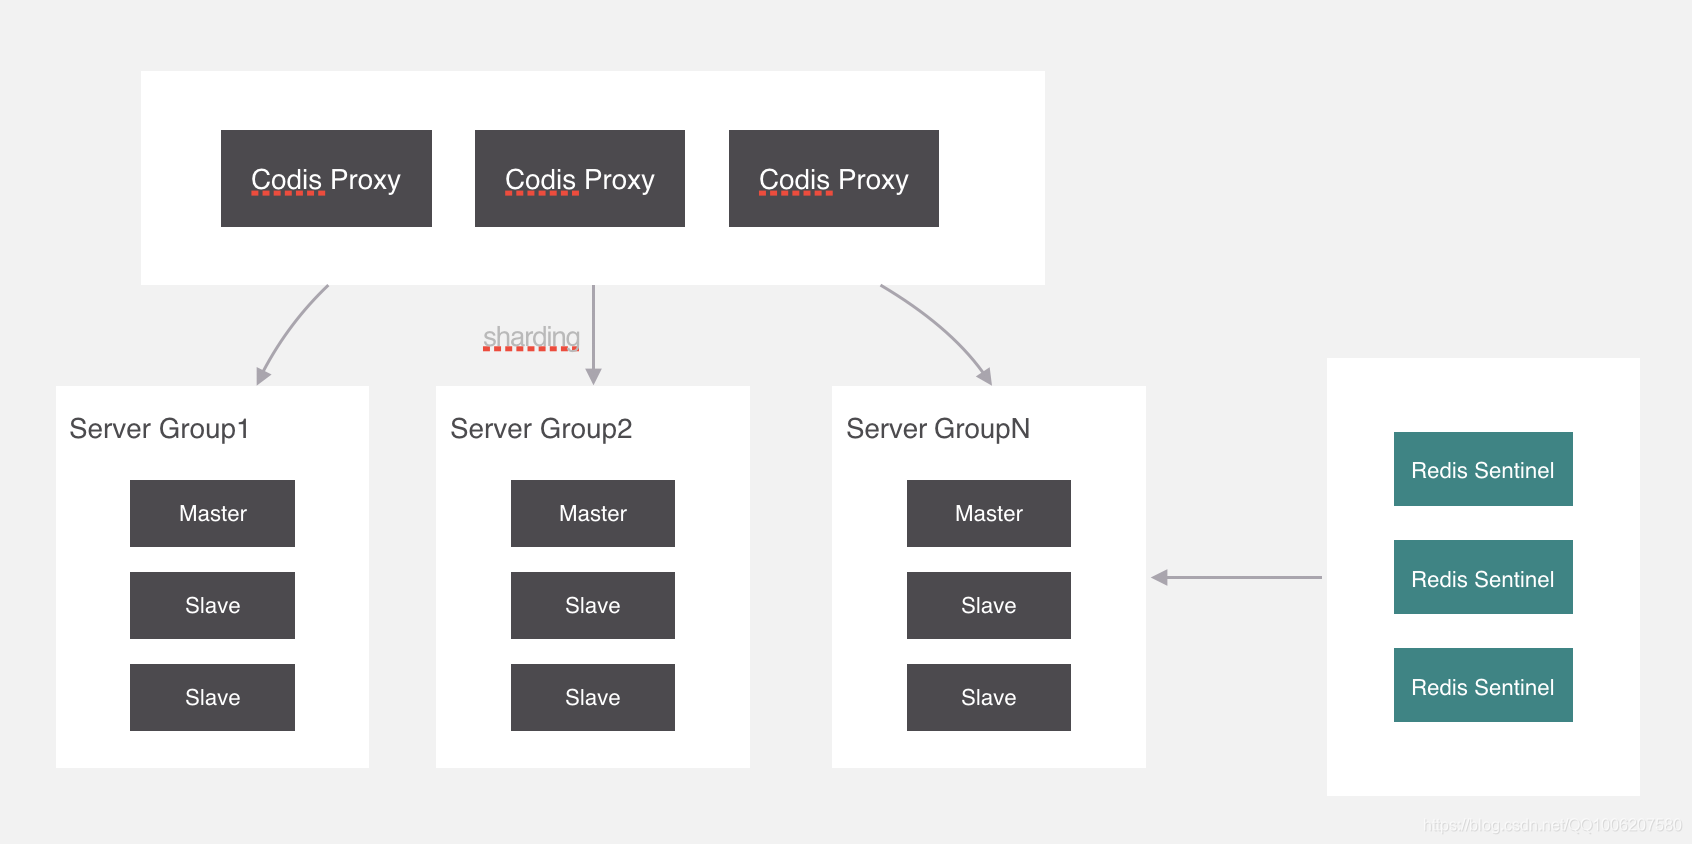 Codis Proxy
Codis Proxy
Codis Proxy
sharding
Server Group1
Master
Slave
Slave
Server Group2
Master
Slave
Slave
Server GroupN
Master
Slave
Slave
Redis Sentinel
Redis Sentinel
Redis Sentinel
https://blog.csdn.net/QQ1006207580